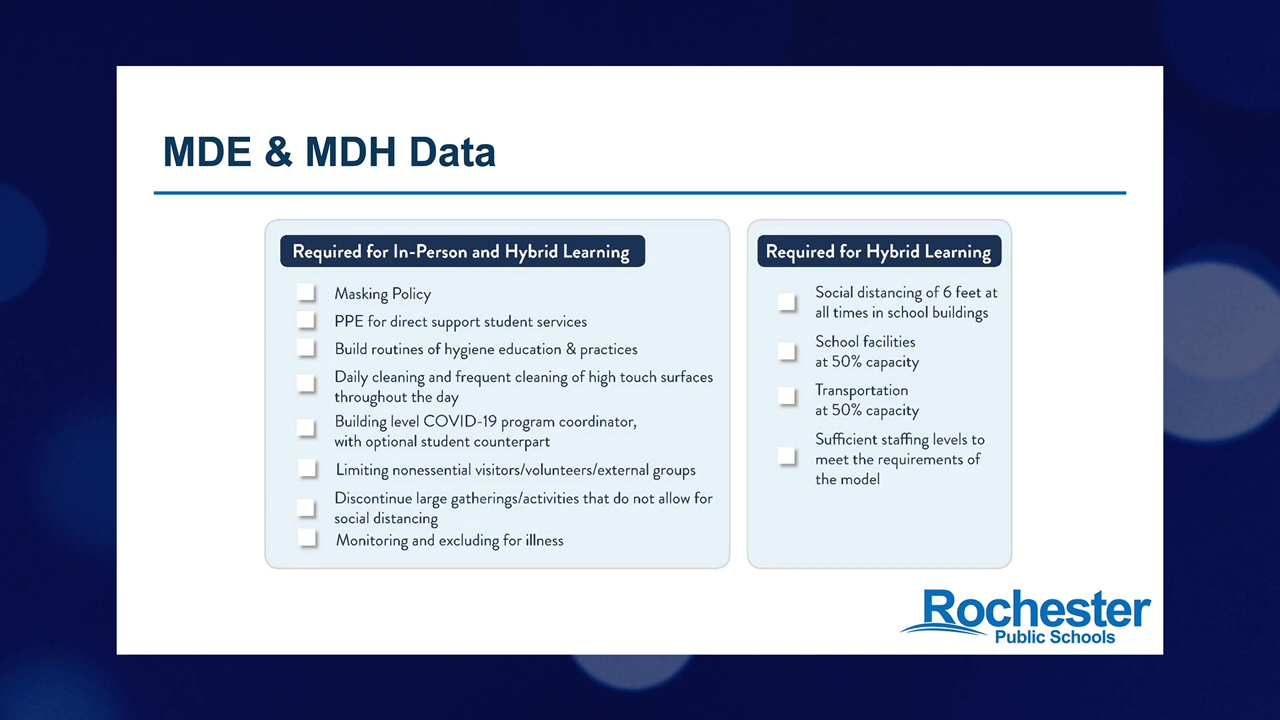 MDE & MDH Data
Required for In-Person and Hybrid Learning
Masking Policy
PPE for direct support student services
Build routines of hygiene education & practices
Daily cleaning and frequent cleaning of high touch surfaces
throughout the day
Building level COVID-19 program coordinator,
with optional student counterpart
Limiting nonessential visitors/volunteers/external groups
Discontinue large gatherings/activities that do not allow for
social distancing
Monitoring and excluding for illness
Required for Hybrid Learning
Social distancing of 6 feet at
all times in school buildings
School facilities
at 50% capacity
Transportation
at 50% capacity
Sufficient staffing levels to
meet the requirements of
the model
Rochester
Public Schools